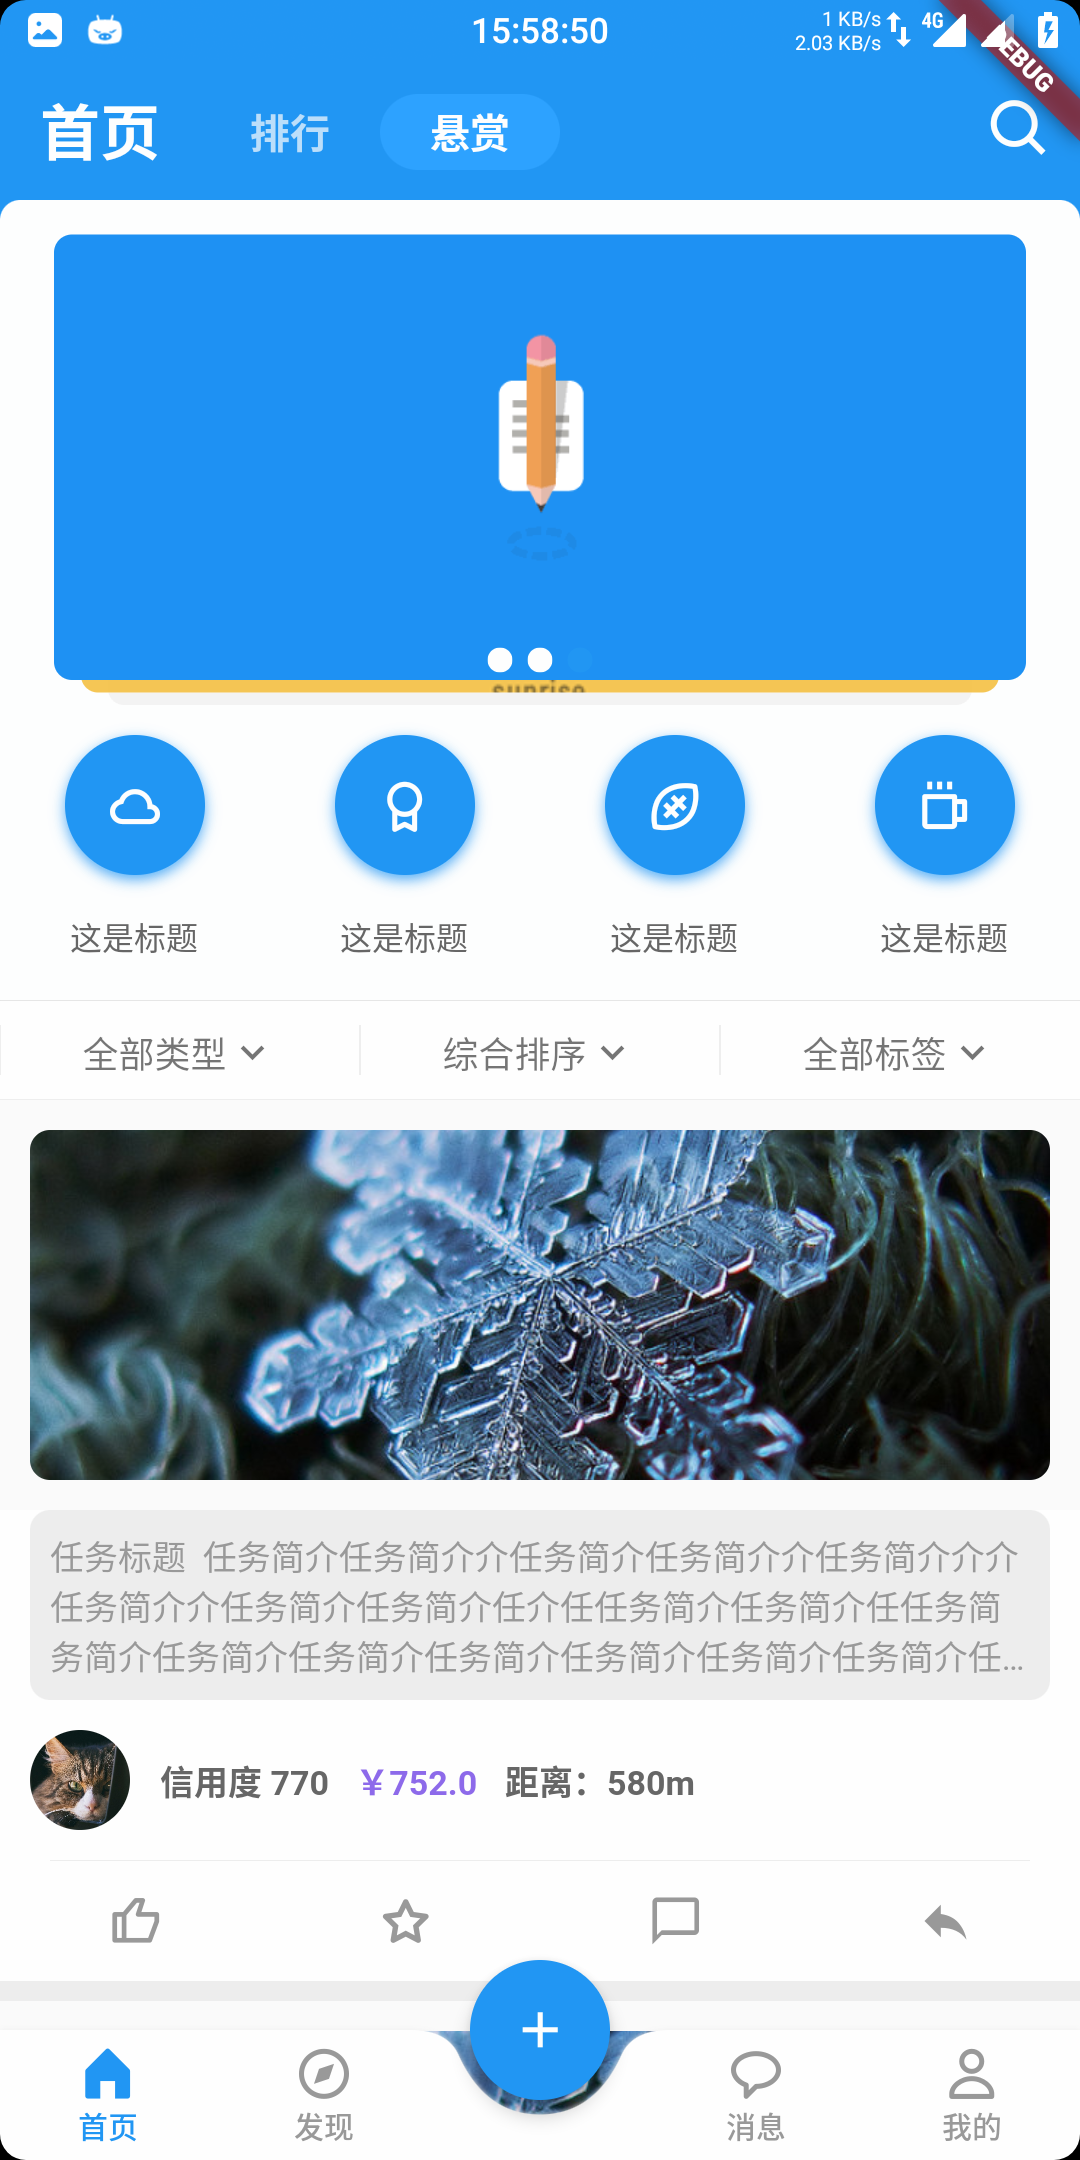 15:58:50
1 KB/s
2.03 KB/s
4G
EBUG
首页 排行 悬赏
sunrise
这是标题 这是标题 这是标题 这是标题
全部类型 综合排序 全部标签
任务标题 任务简介任务简介介任务简介任务简介介任务简介介介
任务简介介任务简介任务简介任介任任务简介任务简介任任务简
务简介任务简介任务简介任务简介任务简介任务简介任务简介任…
信用度 770 ￥752.0 距离：580m
首页 发现 消息 我的